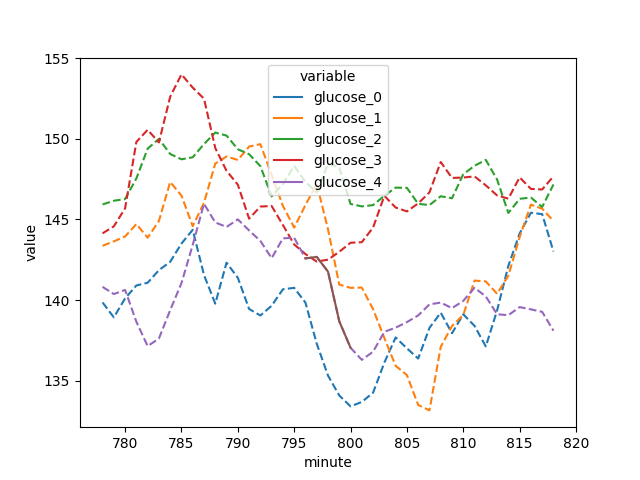 155
150
145
140
135
value
variable
glucose_0
glucose_1
glucose_2
glucose_3
glucose_4
780 785 790 795 800 805 810 815 820
minute